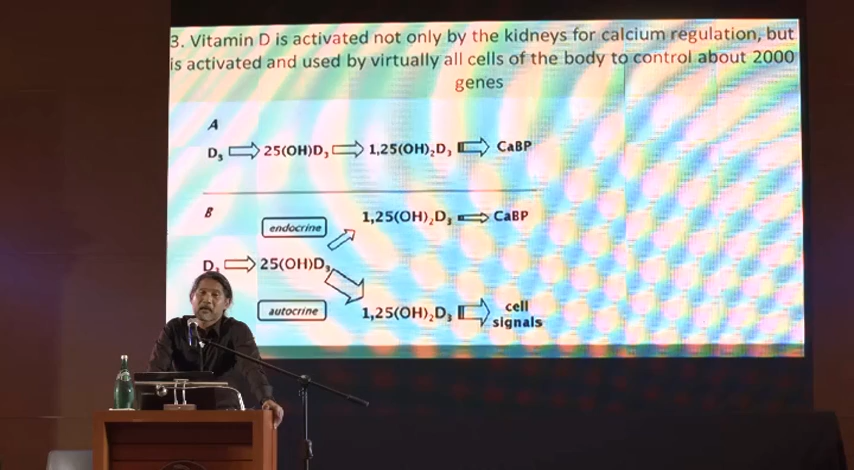 3. Vitamin D is activated not only by the kidneys for calcium regulation, but
is activated and used by virtually all cells of the body to control about 2000
genes
A
D₃ 25(OH)D₃ 1,25(OH)₂D₃ CaBP
B
endocrine
1,25(OH)₂D₃ CaBP
D₃ 25(OH)D₃
autocrine
1,25(OH)₂D₃
cell
signals